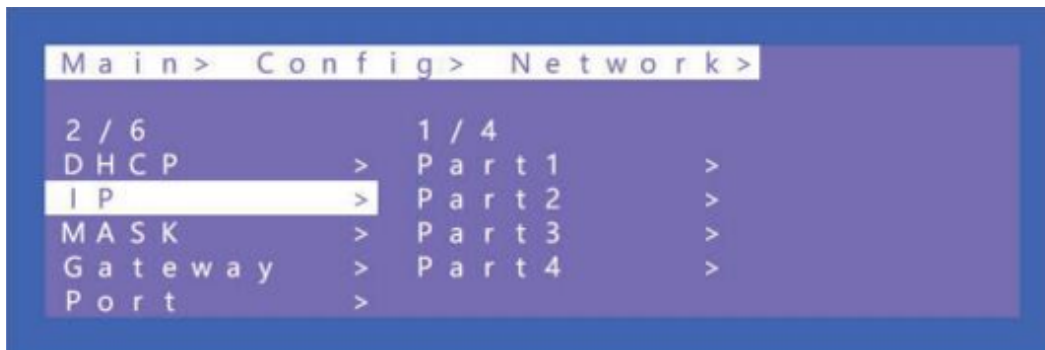 Main> Config> Network>
2/6 1/4
DHCP > Part1 >
IP > Part2 >
MASK > Part3 >
Gateway > Part4 >
Port >